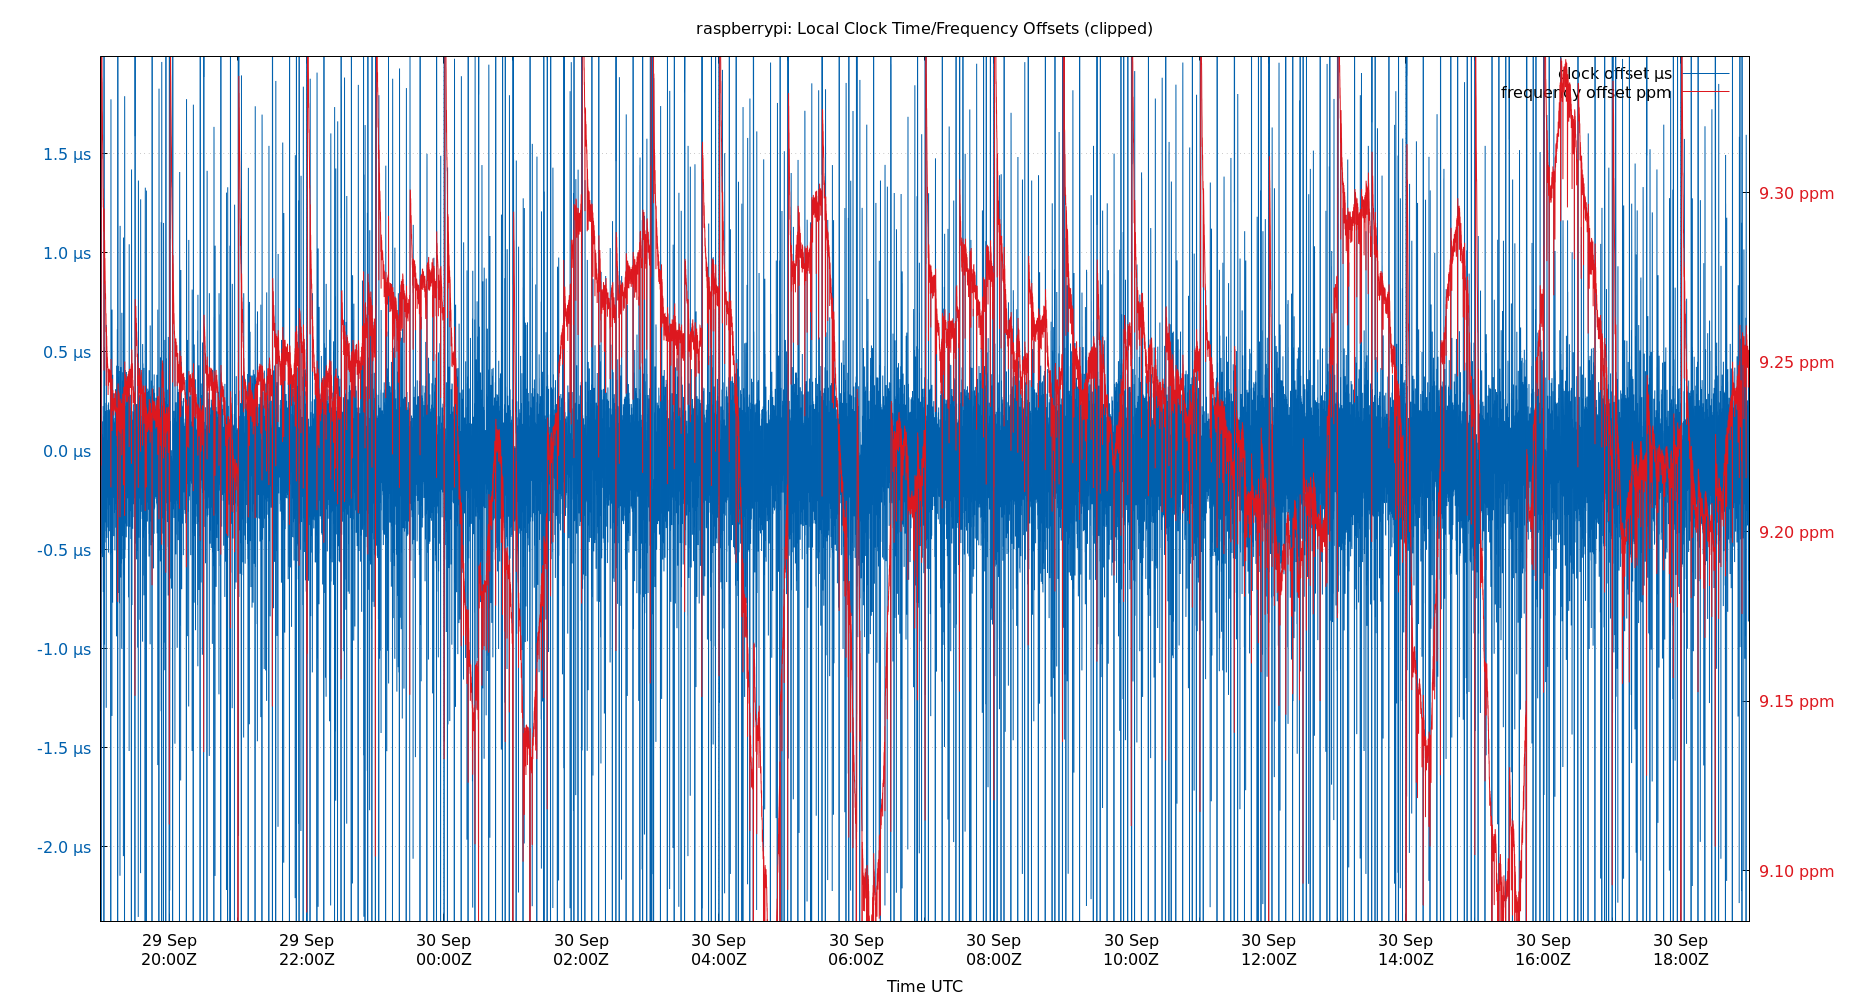 raspberrypi: Local Clock Time/Frequency Offsets (clipped)
clock offset µs
frequency offset ppm
1.5 µs
1.0 µs
0.5 µs
0.0 µs
-0.5 µs
-1.0 µs
-1.5 µs
-2.0 µs
9.30 ppm
9.25 ppm
9.20 ppm
9.15 ppm
9.10 ppm
29 Sep
20:00Z
29 Sep
22:00Z
30 Sep
00:00Z
30 Sep
02:00Z
30 Sep
04:00Z
30 Sep
06:00Z
30 Sep
08:00Z
30 Sep
10:00Z
30 Sep
12:00Z
30 Sep
14:00Z
30 Sep
16:00Z
30 Sep
18:00Z
Time UTC